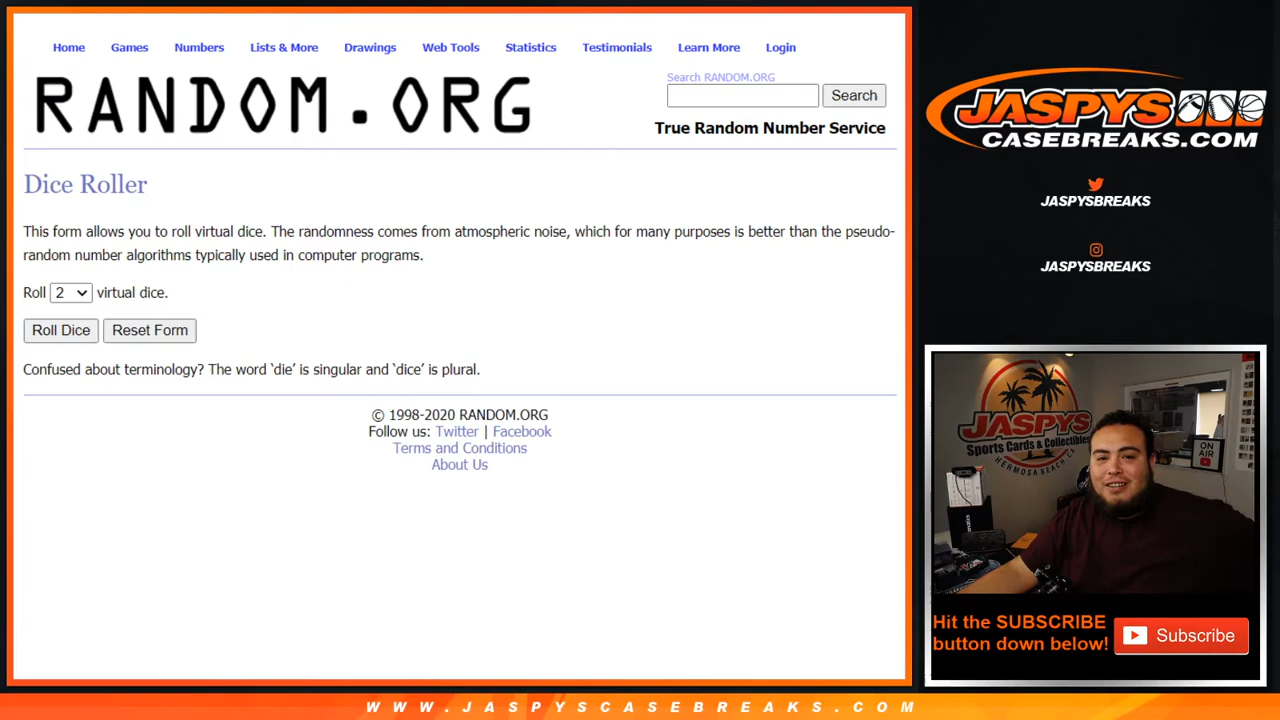 Home Games Numbers Lists & More Drawings Web Tools Statistics Testimonials Learn More Login
RANDOM.ORG
Search RANDOM.ORG
Search
True Random Number Service
Dice Roller
This form allows you to roll virtual dice. The randomness comes from atmospheric noise, which for many purposes is better than the pseudo-
random number algorithms typically used in computer programs.
Roll 2 virtual dice.
Roll Dice Reset Form
Confused about terminology? The word ‘die’ is singular and ‘dice’ is plural.
© 1998-2020 RANDOM.ORG
Follow us: Twitter | Facebook
Terms and Conditions
About Us
JASPYS
CASEBREAKS.COM
JASPYSBREAKS
JASPYSBREAKS
JASPYS
Sports Cards & Collectibles
HERMOSA BEACH, CA
ON
AIR
Hit the SUBSCRIBE
button down below!
Subscribe
WWW.JASPYSCASEBREAKS.COM